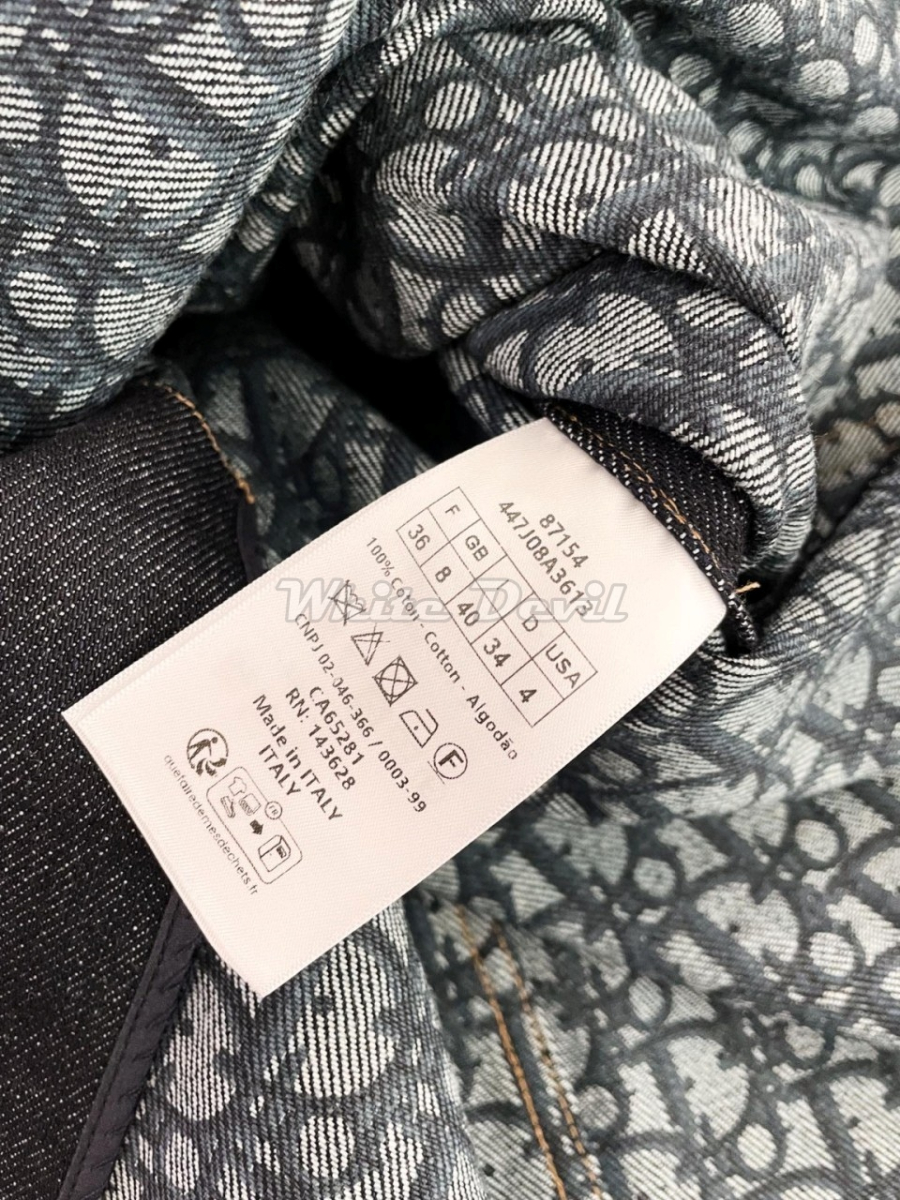 87154
447J08A3613
F GB I D USA
36 8 40 34 4
100% Coton - Cotton - Algodão
F
CNPJ 02-046-366 / 0003-99
CA65281
RN: 143628
Made in ITALY
ITALY
FR
quefairedemesdechets.fr
White Devil